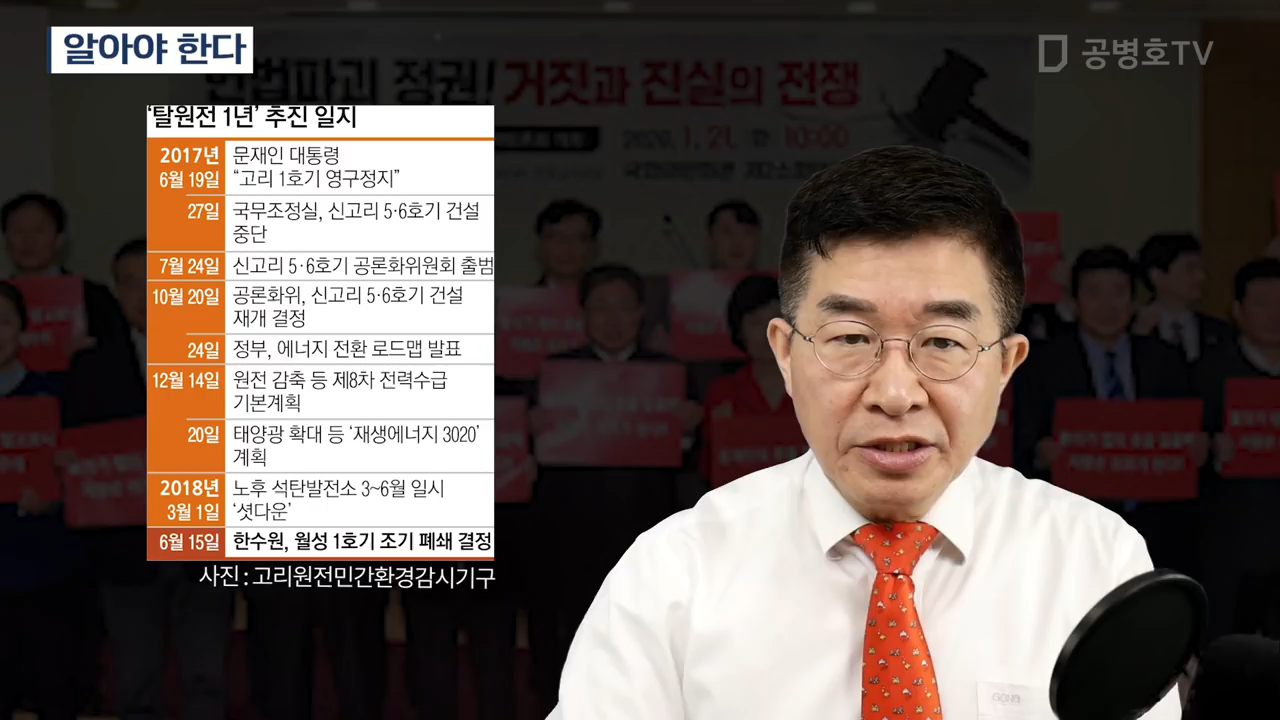 알아야 한다
공병호TV
헌법파괴 정권! 거짓과 진실의 전쟁
2020. 1. 21. 10:00
'탈원전 1년' 추진 일지
2017년 6월 19일 문재인 대통령
"고리 1호기 영구정지"
27일 국무조정실, 신고리 5·6호기 건설
중단
7월 24일 신고리 5·6호기 공론화위원회 출범
10월 20일 공론화위, 신고리 5·6호기 건설
재개 결정
24일 정부, 에너지 전환 로드맵 발표
12월 14일 원전 감축 등 제8차 전력수급
기본계획
20일 태양광 확대 등 '재생에너지 3020'
계획
2018년 3월 1일 노후 석탄발전소 3~6월 일시
'셧다운'
6월 15일 한수원, 월성 1호기 조기 폐쇄 결정
사진 : 고리원전민간환경감시기구